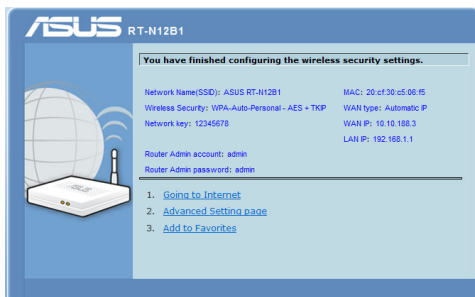 ASUS RT-N12B1
You have finished configuring the wireless security settings.
Network Name(SSID): ASUS RT-N12B1
MAC: 20:cf:30:c5:06:f5
Wireless Security: WPA-Auto-Personal - AES + TKIP
WAN type: Automatic IP
Network key: 12345678
WAN IP: 10.10.188.3
LAN IP: 192.168.1.1
Router Admin account: admin
Router Admin password: admin
1. Going to Internet
2. Advanced Setting page
3. Add to Favorites
ASUS